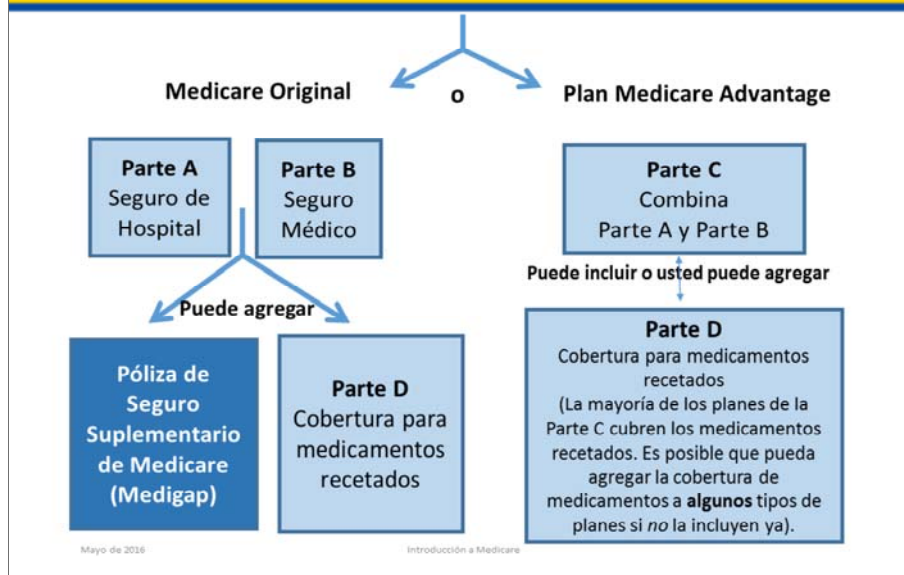 Medicare Original
o
Plan Medicare Advantage
Parte A
Seguro de
Hospital
Parte B
Seguro
Médico
Puede agregar
Póliza de
Seguro
Suplementario
de Medicare
(Medigap)
Parte D
Cobertura para
medicamentos
recetados
Parte C
Combina
Parte A y Parte B
Puede incluir o usted puede agregar
Parte D
Cobertura para medicamentos
recetados
(La mayoría de los planes de la
Parte C cubren los medicamentos
recetados. Es posible que pueda
agregar la cobertura de
medicamentos a algunos tipos de
planes si no la incluyen ya).
Mayo de 2016
Introducción a Medicare